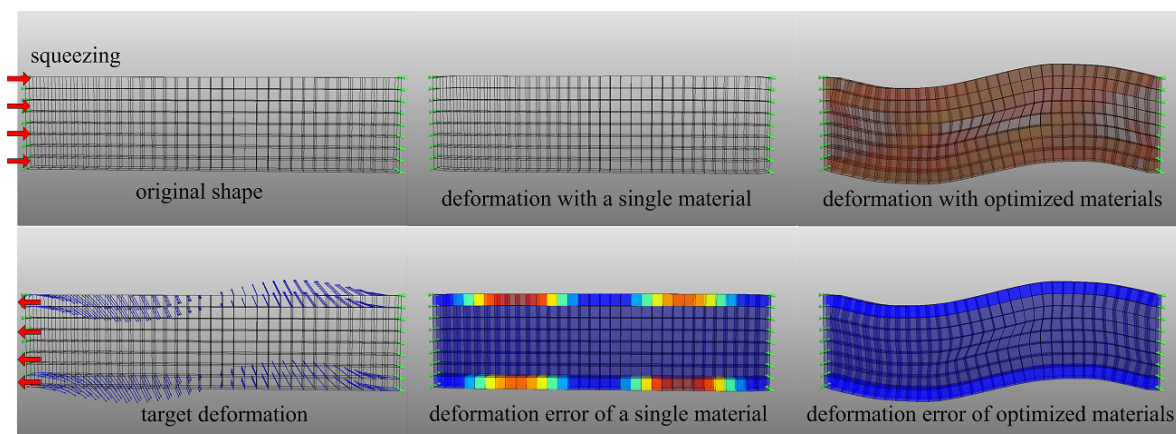 squeezing
original shape
deformation with a single material
deformation with optimized materials
target deformation
deformation error of a single material
deformation error of optimized materials